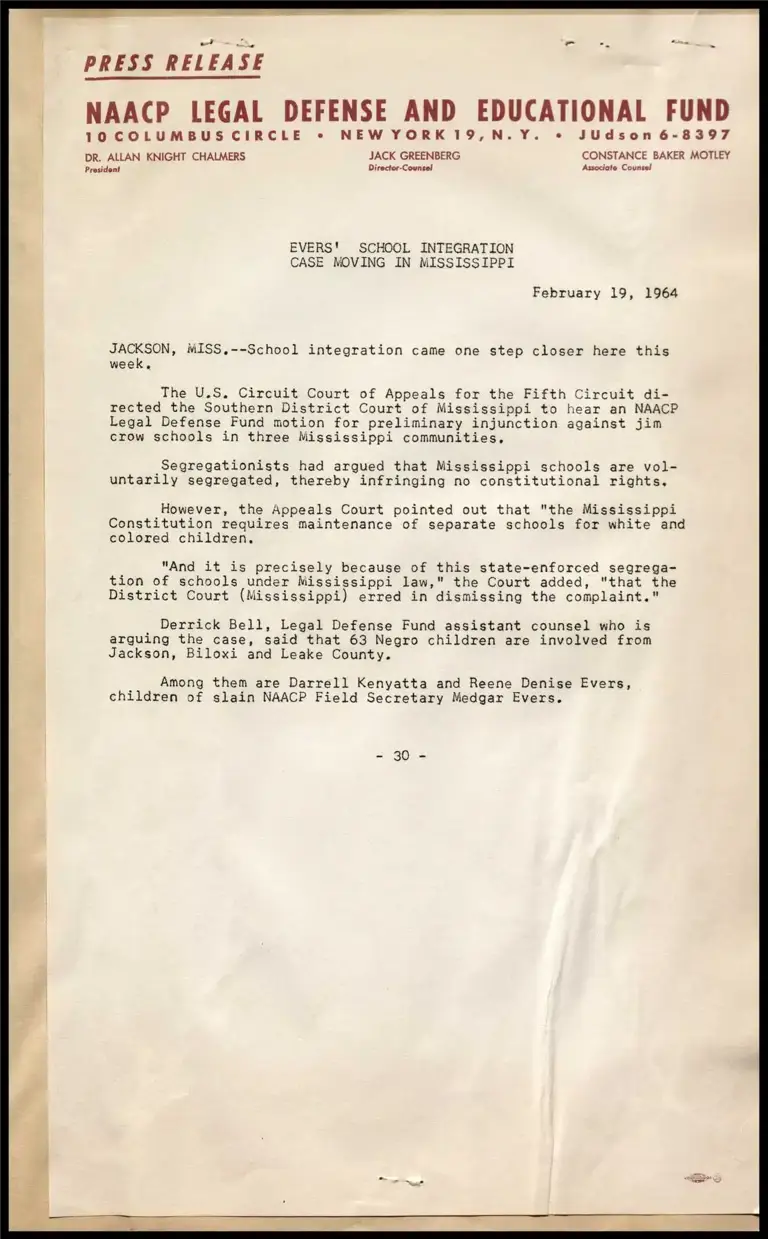 PRESS RELEASE
NAACP LEGAL DEFENSE AND EDUCATIONAL FUND
10 COLUMBUS CIRCLE • NEW YORK 19, N. Y. • JUdson 6-8397
DR. ALLAN KNIGHT CHALMERS JACK GREENBERG CONSTANCE BAKER MOTLEY
President Director-Counsel Associate Counsel
EVERS' SCHOOL INTEGRATION
CASE MOVING IN MISSISSIPPI
February 19, 1964
JACKSON, MISS.--School integration came one step closer here this
week.
The U.S. Circuit Court of Appeals for the Fifth Circuit di-
rected the Southern District Court of Mississippi to hear an NAACP
Legal Defense Fund motion for preliminary injunction against jim
crow schools in three Mississippi communities.
Segregationists had argued that Mississippi schools are vol-
untarily segregated, thereby infringing no constitutional rights.
However, the Appeals Court pointed out that "the Mississippi
Constitution requires maintenance of separate schools for white and
colored children.
"And it is precisely because of this state-enforced segrega-
tion of schools under Mississippi law," the Court added, "that the
District Court (Mississippi) erred in dismissing the complaint."
Derrick Bell, Legal Defense Fund assistant counsel who is
arguing the case, said that 63 Negro children are involved from
Jackson, Biloxi and Leake County.
Among them are Darrell Kenyatta and Reene Denise Evers,
children of slain NAACP Field Secretary Medgar Evers.
- 30 -